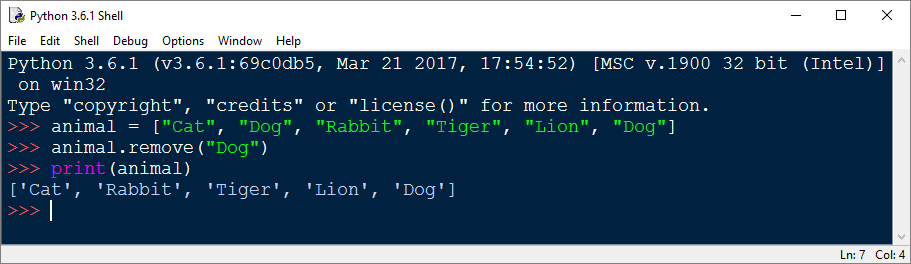 Python 3.6.1 Shell
File Edit Shell Debug Options Window Help
Python 3.6.1 (v3.6.1:69c0db5, Mar 21 2017, 17:54:52) [MSC v.1900 32 bit (Intel)]
 on win32
Type "copyright", "credits" or "license()" for more information.
>>> animal = ["Cat", "Dog", "Rabbit", "Tiger", "Lion", "Dog"]
>>> animal.remove("Dog")
>>> print(animal)
['Cat', 'Rabbit', 'Tiger', 'Lion', 'Dog']
>>>
Ln: 7 Col: 4